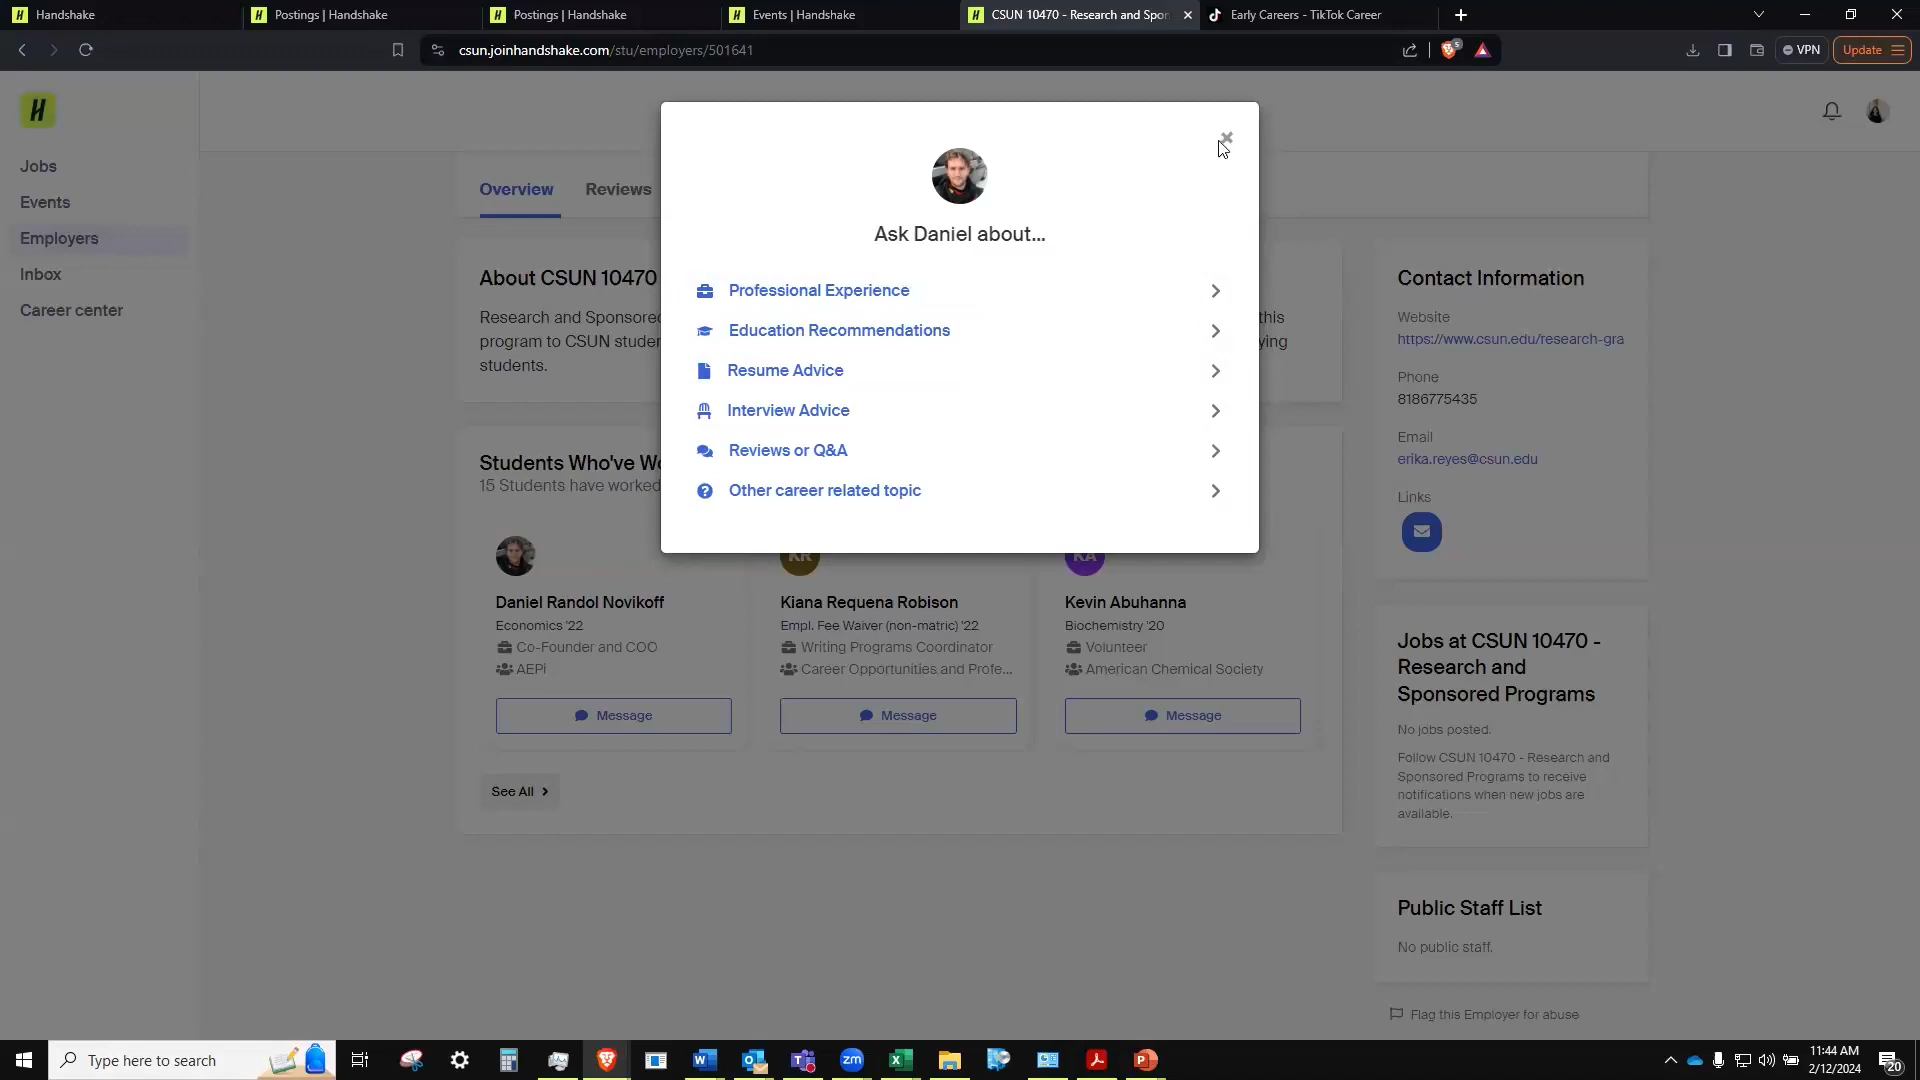 Handshake
Postings | Handshake
Postings | Handshake
Events | Handshake
CSUN 10470 - Research and Spon
Early Careers - TikTok Career
csun.joinhandshake.com/stu/employers/501641
VPN
Update
Jobs
Events
Employers
Inbox
Career center
Overview
Reviews
Ask Daniel about...
Professional Experience
Education Recommendations
Resume Advice
Interview Advice
Reviews or Q&A
Other career related topic
About CSUN 10470
Research and Sponsored
this
program to CSUN
ying
students.
Students Who've
15 Students have worked
Daniel Randol Novikoff
Economics '22
Co-Founder and COO
AEPi
Message
KR
Kiana Requena Robison
Empl. Fee Waiver (non-matric) '22
Writing Programs Coordinator
Career Opportunities and Profe...
Message
KA
Kevin Abuhanna
Biochemistry '20
Volunteer
American Chemical Society
Message
See All
Contact Information
Website
https://www.csun.edu/research-gra
Phone
8186775435
Email
erika.reyes@csun.edu
Links
Jobs at CSUN 10470 -
Research and
Sponsored Programs
No jobs posted.
Follow CSUN 10470 - Research and
Sponsored Programs to receive
notifications when new jobs are
available.
Public Staff List
No public staff.
Flag this Employer for abuse
Type here to search
11:44 AM
2/12/2024
20